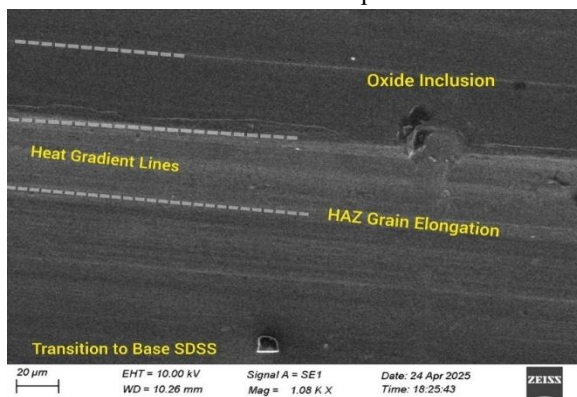 Oxide Inclusion
Heat Gradient Lines
HAZ Grain Elongation
Transition to Base SDSS
20 µm
EHT = 10.00 kV
Signal A = SE1
Date: 24 Apr 2025
WD = 10.26 mm
Mag = 1.08 K X
Time: 18:25:43
ZEISS